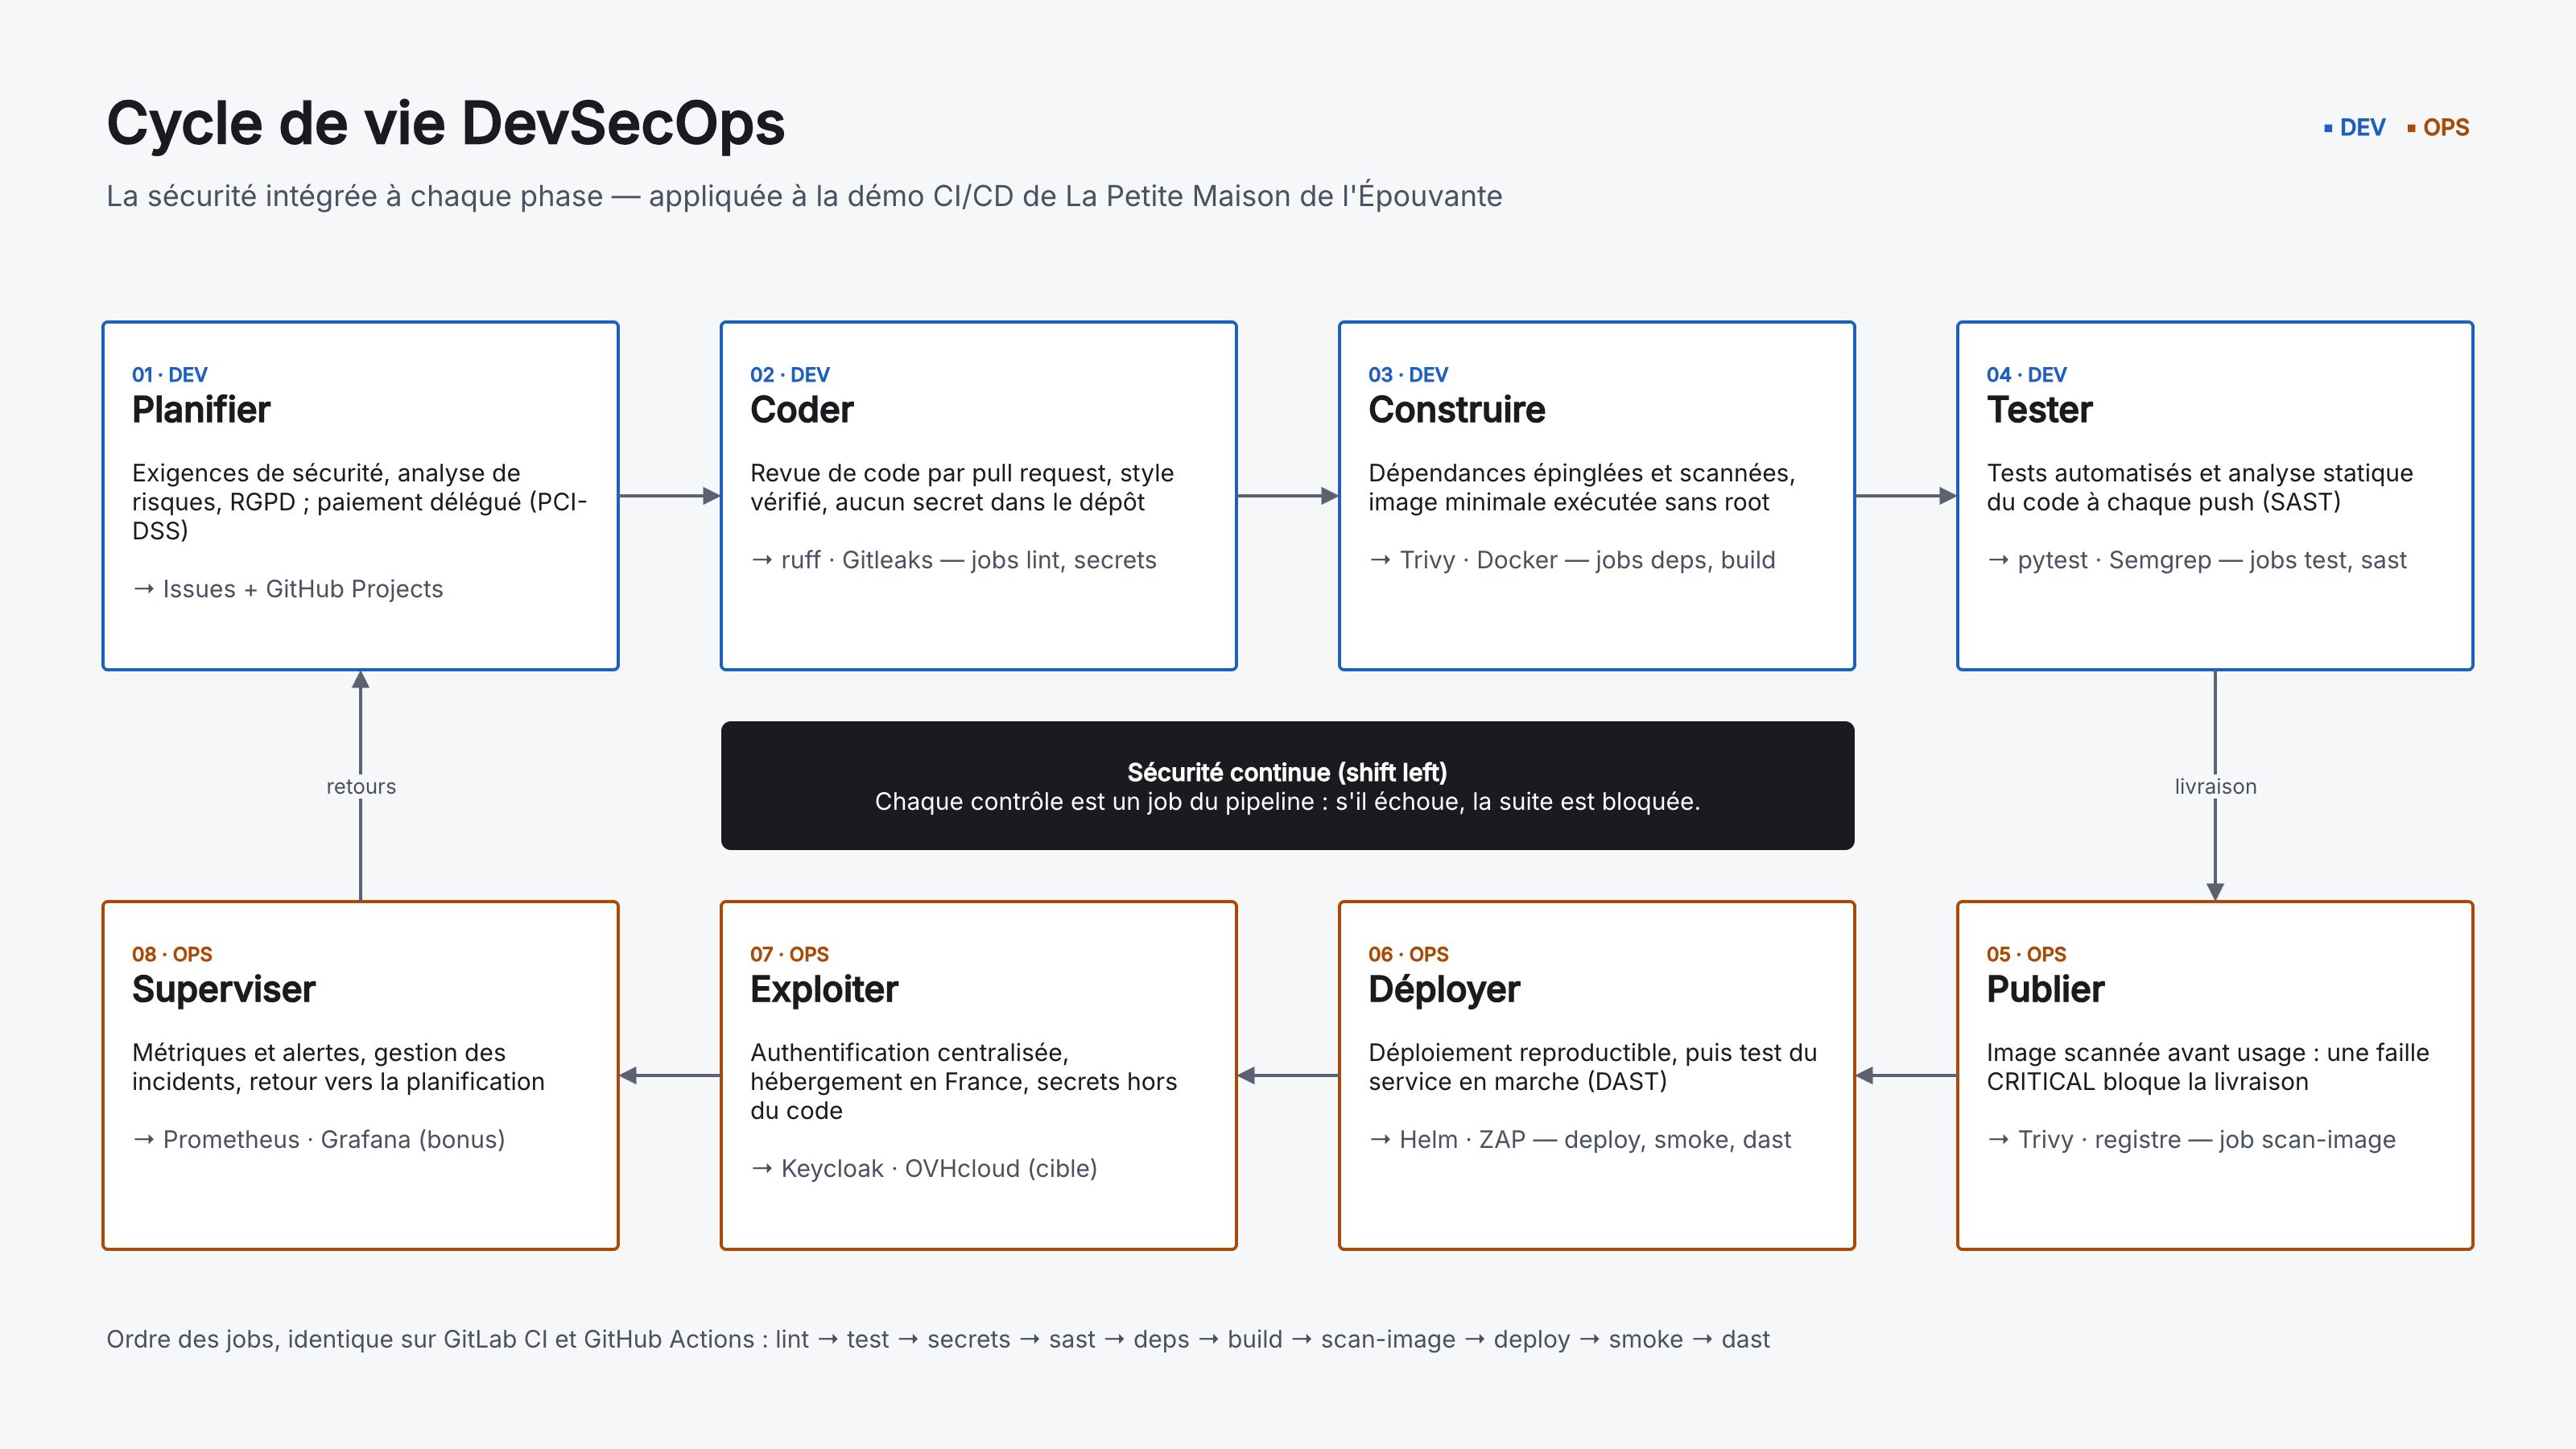 Cycle de vie DevSecOps
▪ DEV ▪ OPS
La sécurité intégrée à chaque phase — appliquée à la démo CI/CD de La Petite Maison de l'Épouvante
01 · DEV
Planifier
Exigences de sécurité, analyse de
risques, RGPD ; paiement délégué (PCI-
DSS)
→ Issues + GitHub Projects
02 · DEV
Coder
Revue de code par pull request, style
vérifié, aucun secret dans le dépôt
→ ruff · Gitleaks — jobs lint, secrets
03 · DEV
Construire
Dépendances épinglées et scannées,
image minimale exécutée sans root
→ Trivy · Docker — jobs deps, build
04 · DEV
Tester
Tests automatisés et analyse statique
du code à chaque push (SAST)
→ pytest · Semgrep — jobs test, sast
retours
Sécurité continue (shift left)
Chaque contrôle est un job du pipeline : s'il échoue, la suite est bloquée.
livraison
08 · OPS
Superviser
Métriques et alertes, gestion des
incidents, retour vers la planification
→ Prometheus · Grafana (bonus)
07 · OPS
Exploiter
Authentification centralisée,
hébergement en France, secrets hors
du code
→ Keycloak · OVHcloud (cible)
06 · OPS
Déployer
Déploiement reproductible, puis test du
service en marche (DAST)
→ Helm · ZAP — deploy, smoke, dast
05 · OPS
Publier
Image scannée avant usage : une faille
CRITICAL bloque la livraison
→ Trivy · registre — job scan-image
Ordre des jobs, identique sur GitLab CI et GitHub Actions : lint → test → secrets → sast → deps → build → scan-image → deploy → smoke → dast